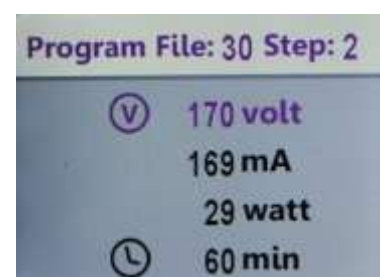 Program File: 30 Step: 2
V 170 volt
169 mA
29 watt
60 min